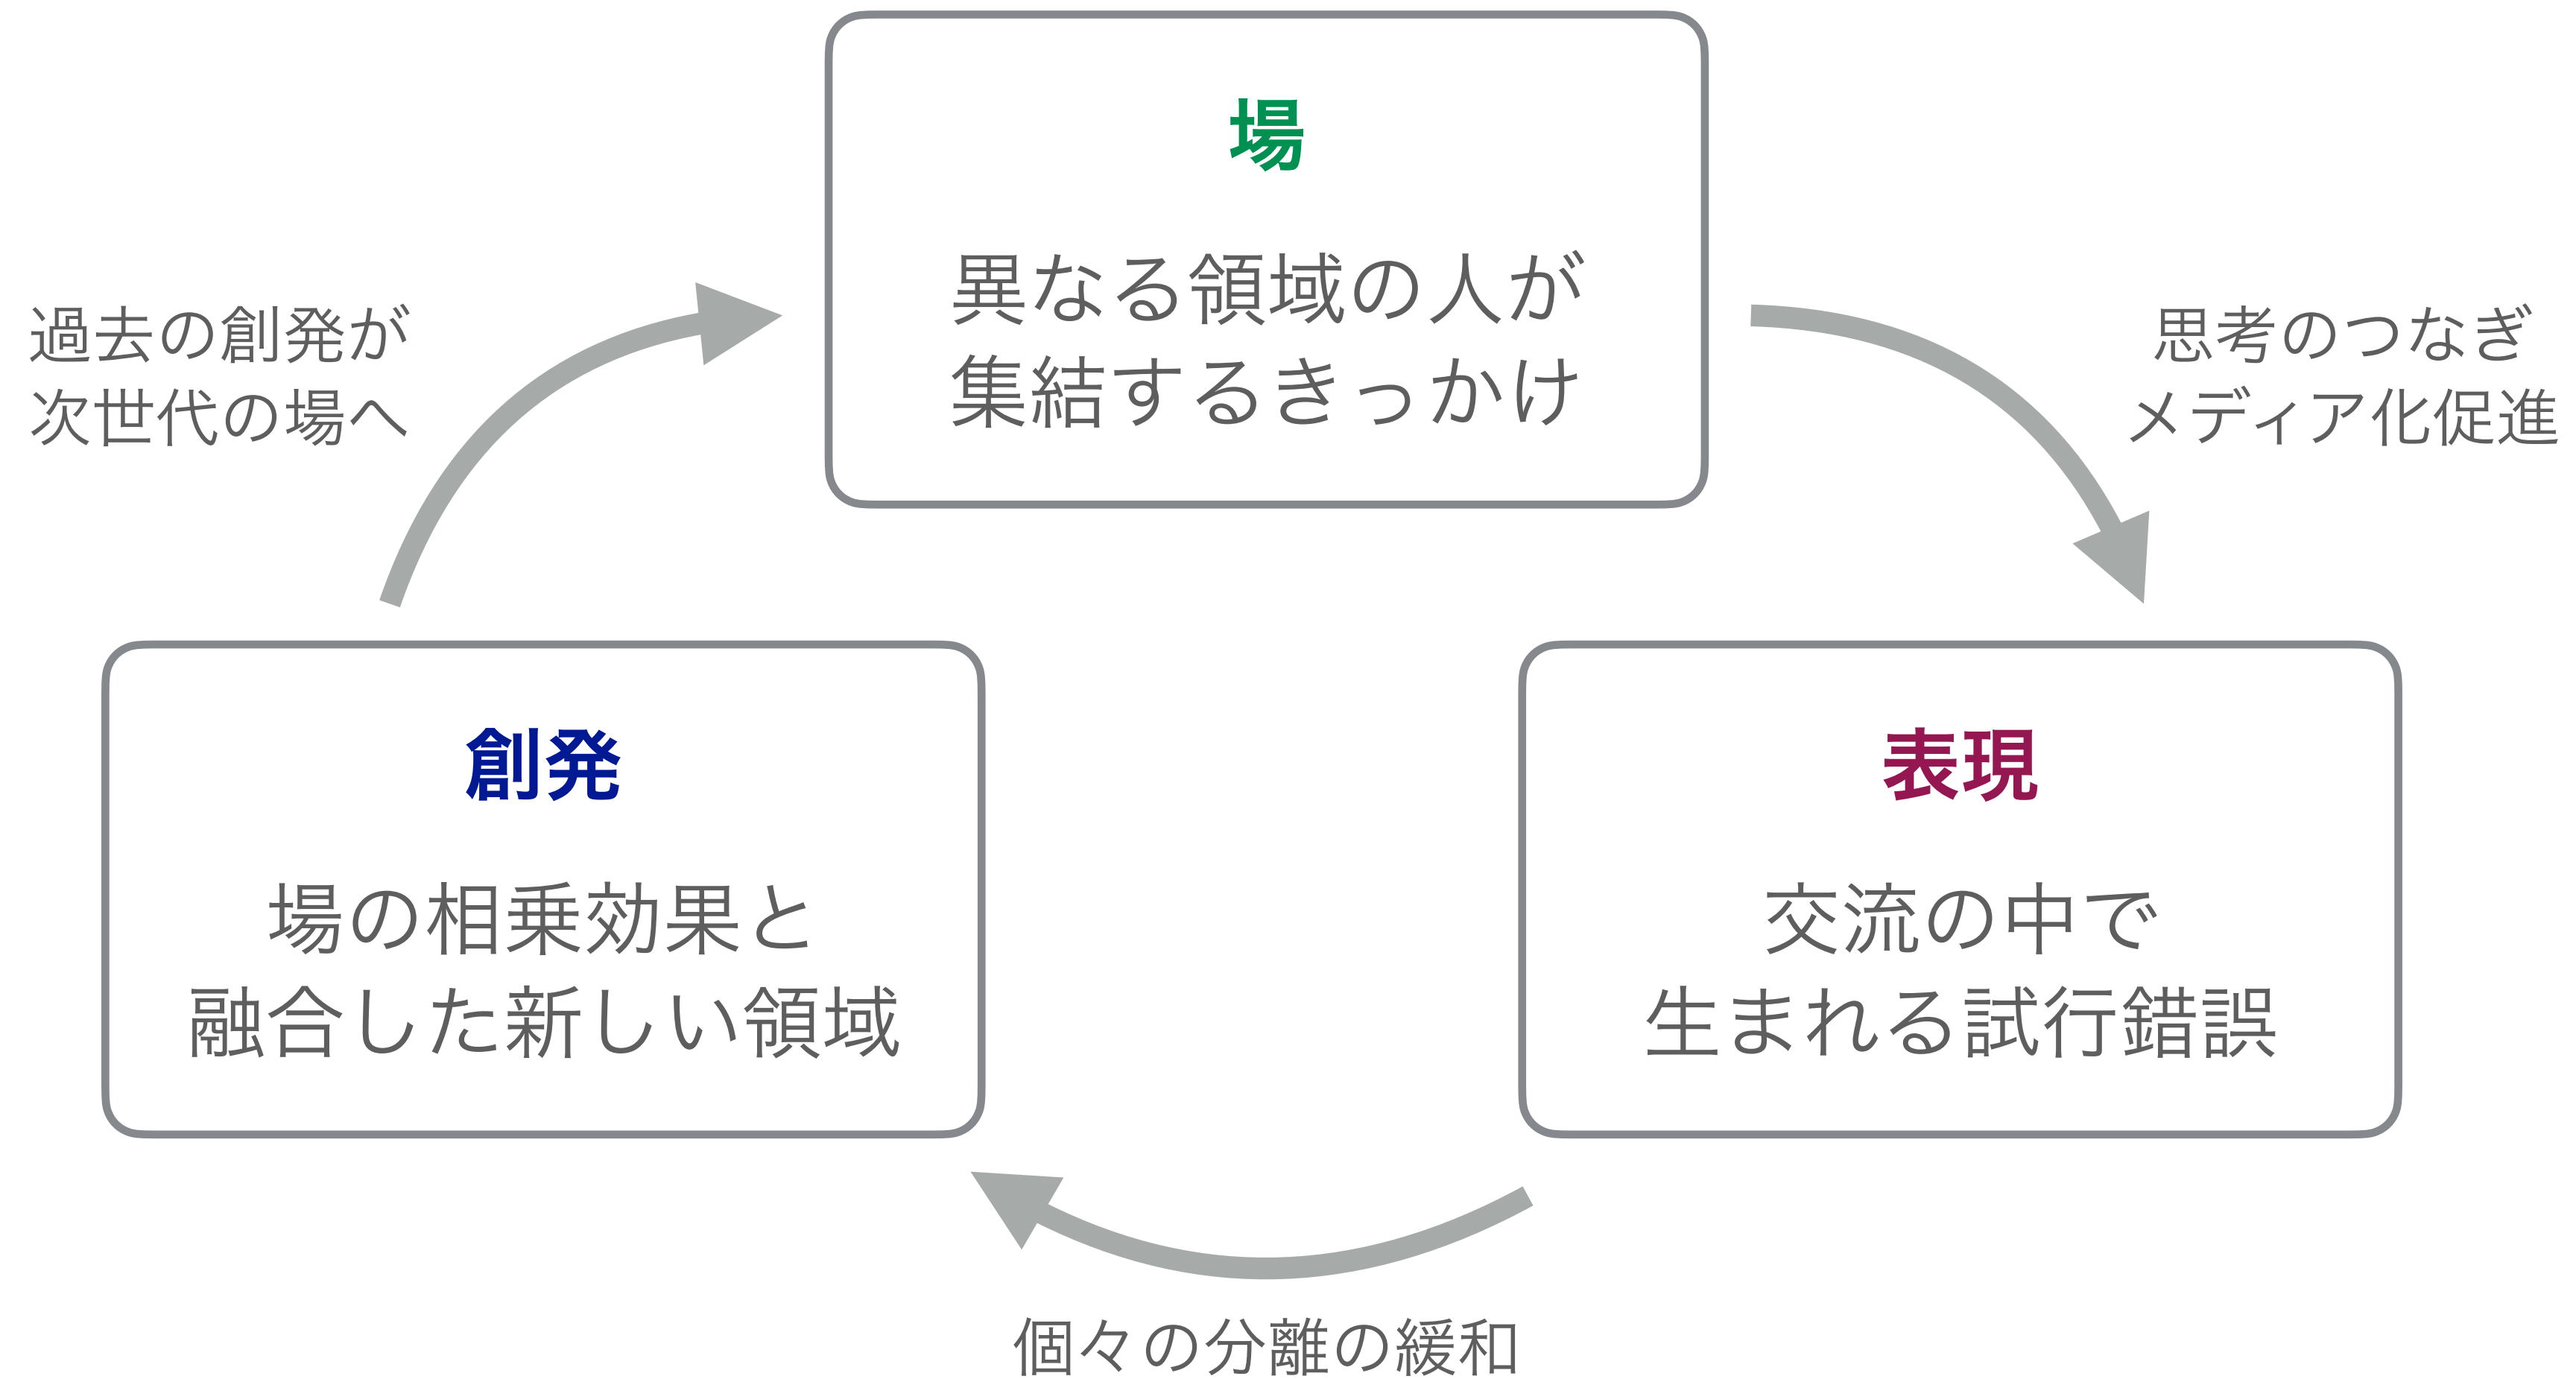 場
異なる領域の人が
集結するきっかけ
過去の創発が
次世代の場へ
思考のつなぎ
メディア化促進
創発
場の相乗効果と
融合した新しい領域
表現
交流の中で
生まれる試行錯誤
個々の分離の緩和